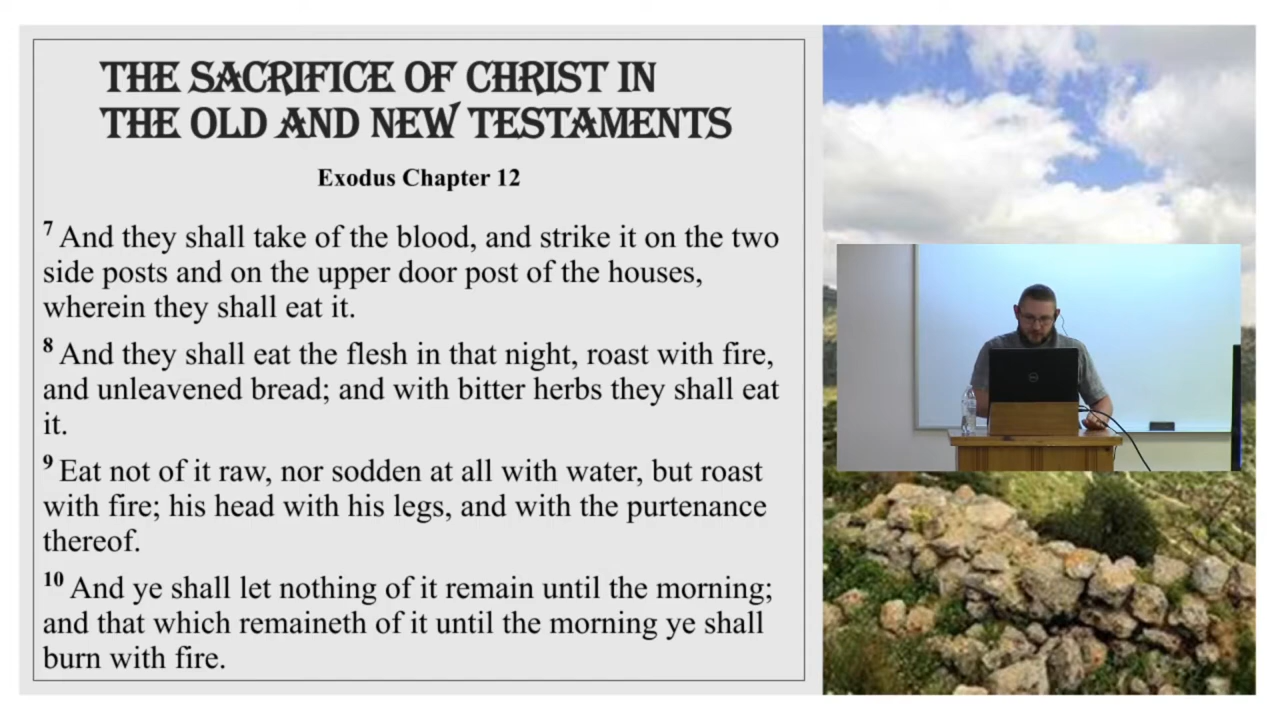 THE SACRIFICE OF CHRIST IN
THE OLD AND NEW TESTAMENTS
Exodus Chapter 12
7 And they shall take of the blood, and strike it on the two
side posts and on the upper door post of the houses,
wherein they shall eat it.
8 And they shall eat the flesh in that night, roast with fire,
and unleavened bread; and with bitter herbs they shall eat
it.
9 Eat not of it raw, nor sodden at all with water, but roast
with fire; his head with his legs, and with the purtenance
thereof.
10 And ye shall let nothing of it remain until the morning;
and that which remaineth of it until the morning ye shall
burn with fire.